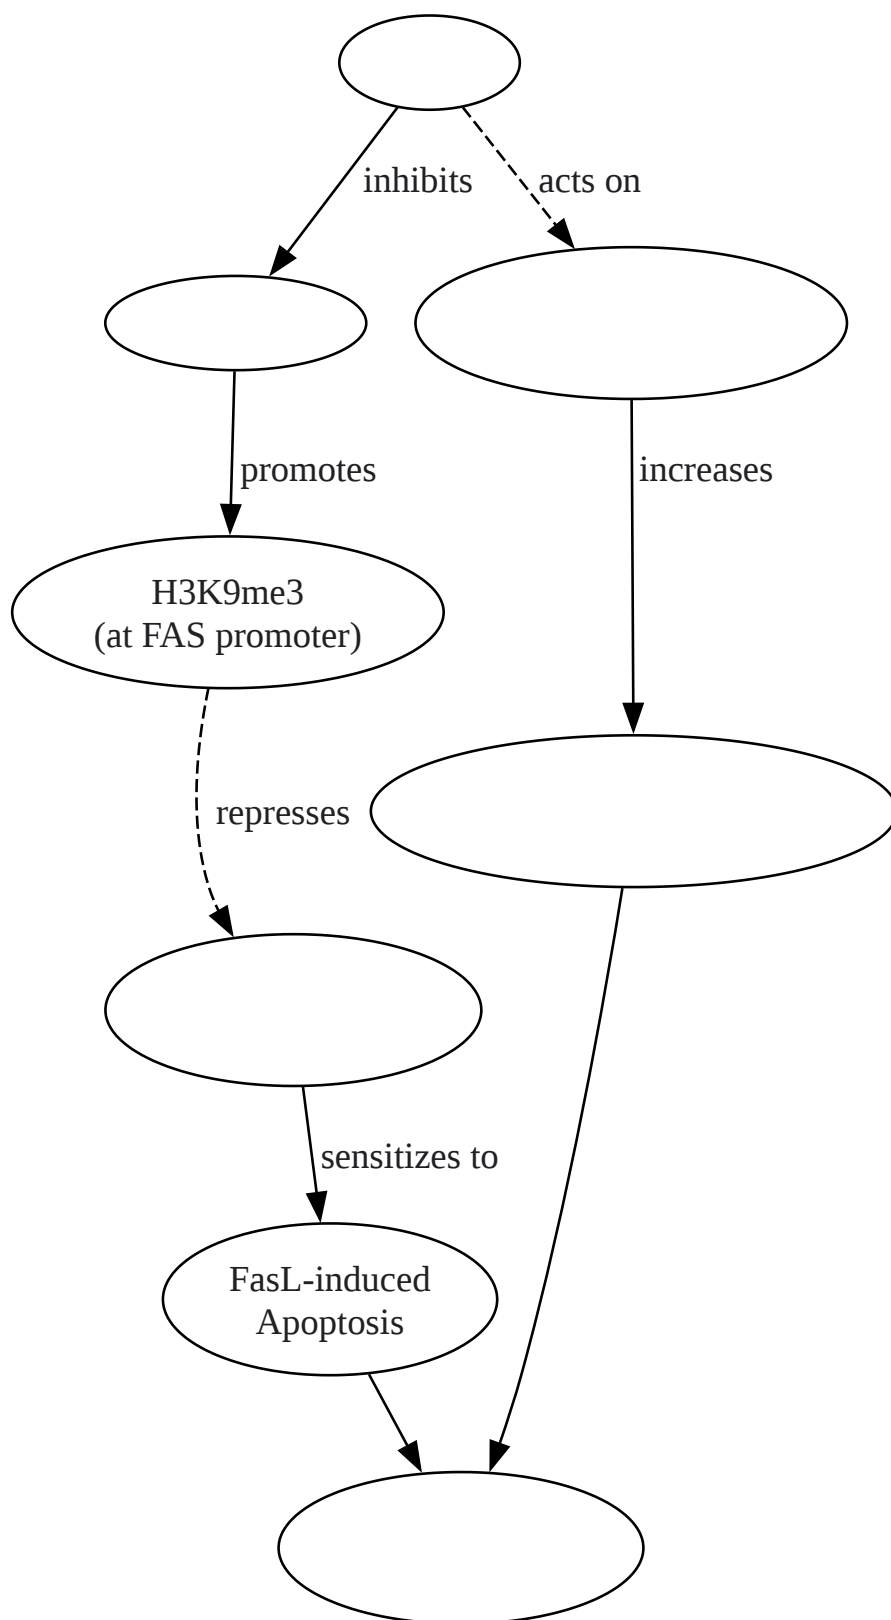 inhibits
acts on
promotes
increases
H3K9me3
(at FAS promoter)
represses
sensitizes to
FasL-induced
Apoptosis